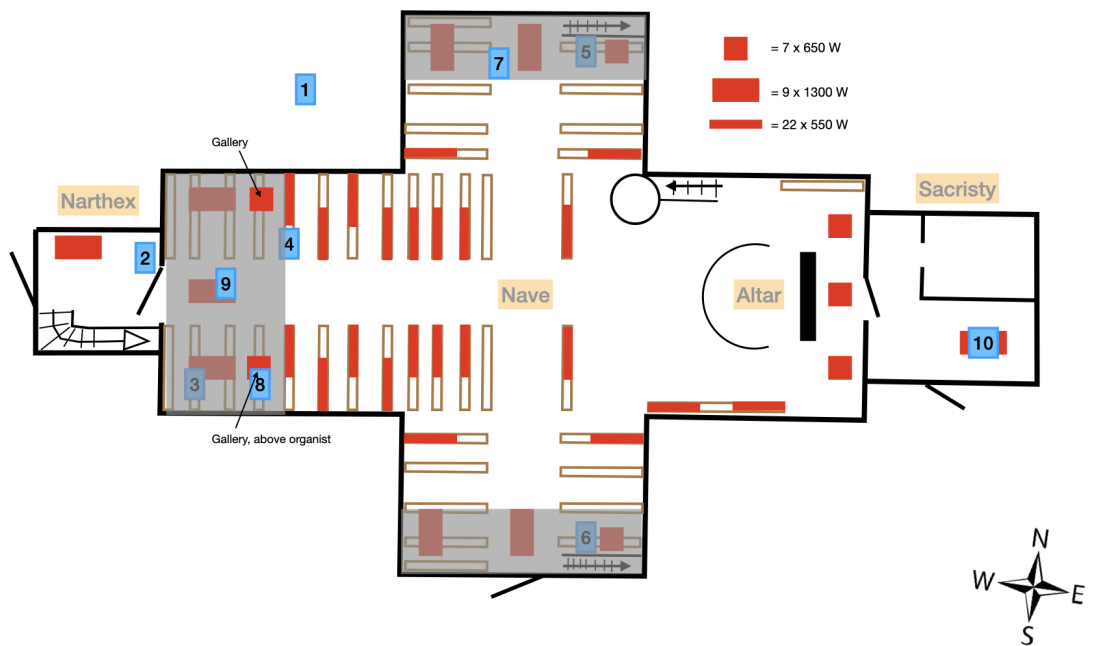 = 7 x 650 W
= 9 x 1300 W
= 22 x 550 W
Gallery
Narthex
Sacristy
Nave
Altar
Gallery, above organist
1
2
3
4
5
6
7
8
9
10
N
W
E
S